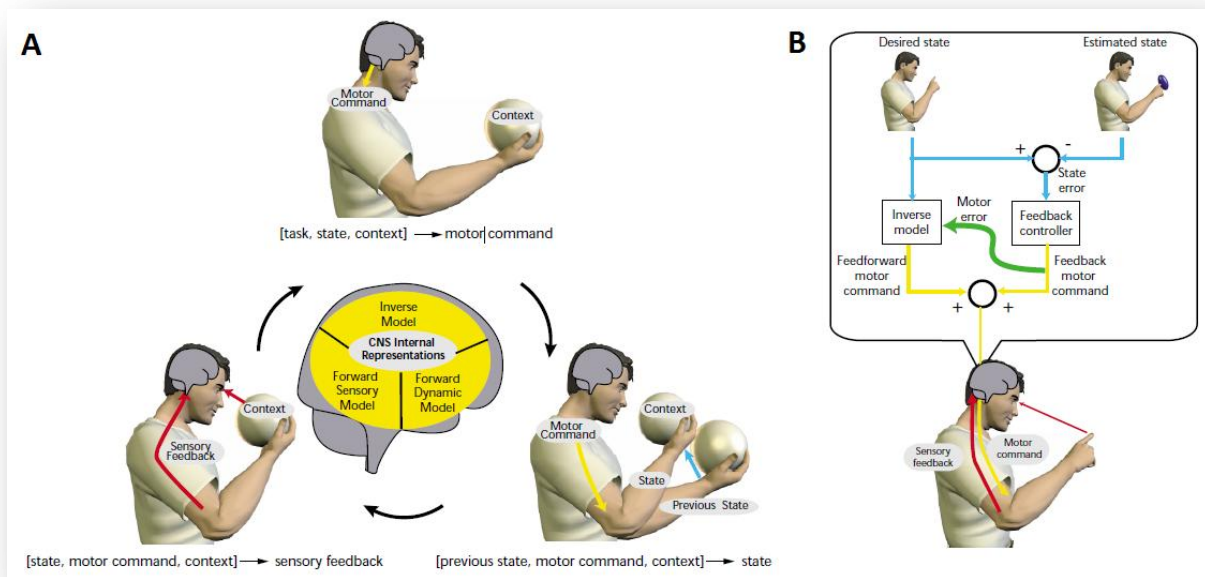 A
Motor
Command
Context
[task, state, context] → motor command
Inverse
Model
CNS Internal
Representations
Forward
Sensory
Model
Forward
Dynamic
Model
Context
Sensory
Feedback
[state, motor command, context] → sensory feedback
Motor
Command
Context
State
Previous State
[previous state, motor command, context] → state
B
Desired state
Estimated state
+
-
State
error
Inverse
model
Motor
error
Feedback
controller
Feedforward
motor
command
Feedback
motor
command
+
+
Sensory
feedback
Motor
command